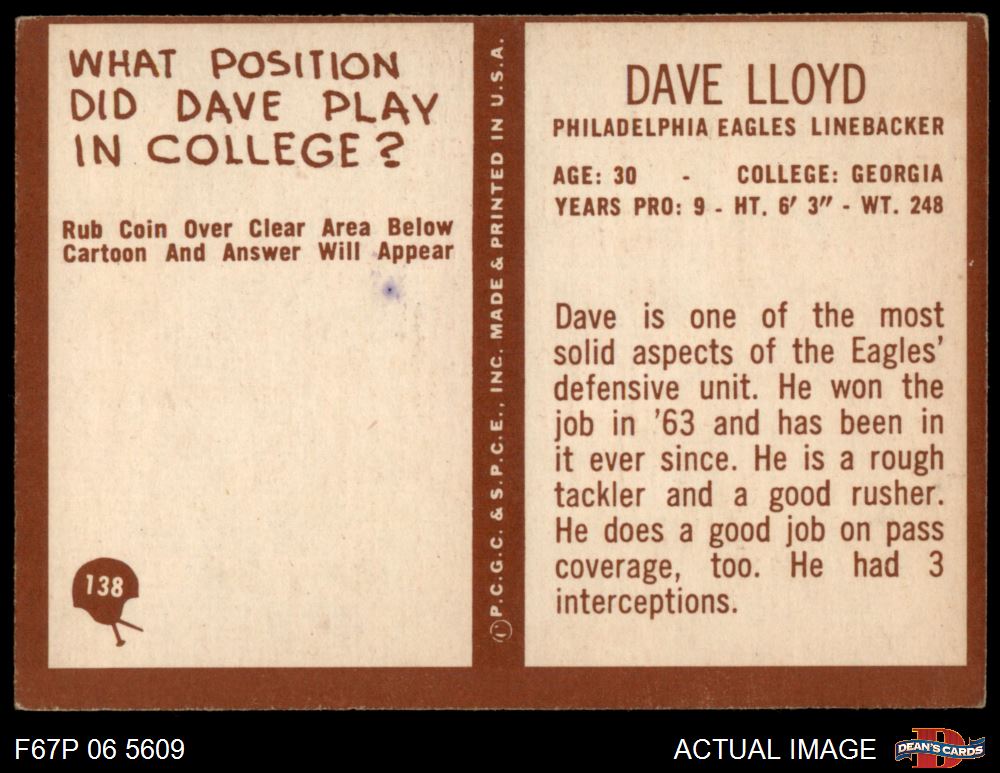 WHAT POSITION
DID DAVE PLAY
IN COLLEGE?
Rub Coin Over Clear Area Below
Cartoon And Answer Will Appear
138
© P.C.G.C. & S.P.C.E., INC. MADE & PRINTED IN U.S.A.
DAVE LLOYD
PHILADELPHIA EAGLES LINEBACKER
AGE: 30 - COLLEGE: GEORGIA
YEARS PRO: 9 - HT. 6' 3" - WT. 248
Dave is one of the most
solid aspects of the Eagles'
defensive unit. He won the
job in '63 and has been in
it ever since. He is a rough
tackler and a good rusher.
He does a good job on pass
coverage, too. He had 3
interceptions.
F67P 06 5609
ACTUAL IMAGE
D
DEAN'S CARDS